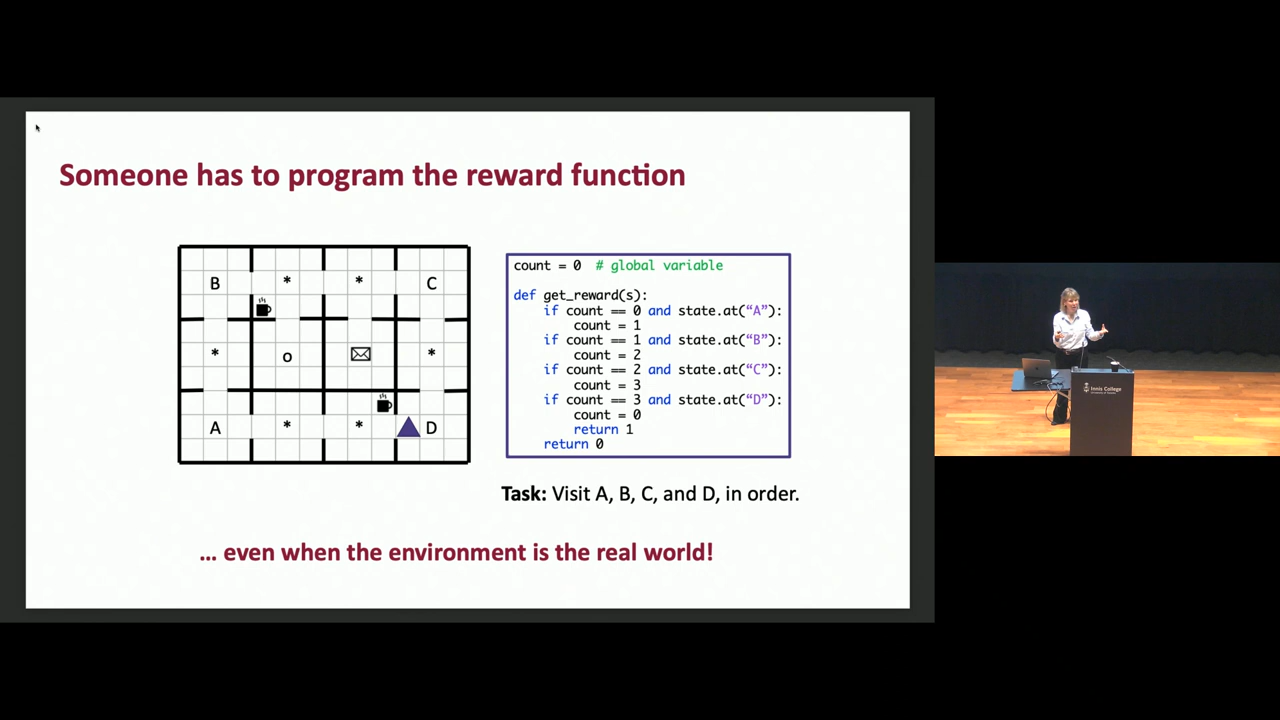 Someone has to program the reward function
B * * C
* o *
A * * D
count = 0 # global variable
def get_reward(s):
if count == 0 and state.at(“A”):
count = 1
if count == 1 and state.at(“B”):
count = 2
if count == 2 and state.at(“C”):
count = 3
if count == 3 and state.at(“D”):
count = 0
return 1
return 0
Task: Visit A, B, C, and D, in order.
... even when the environment is the real world!
Innis College